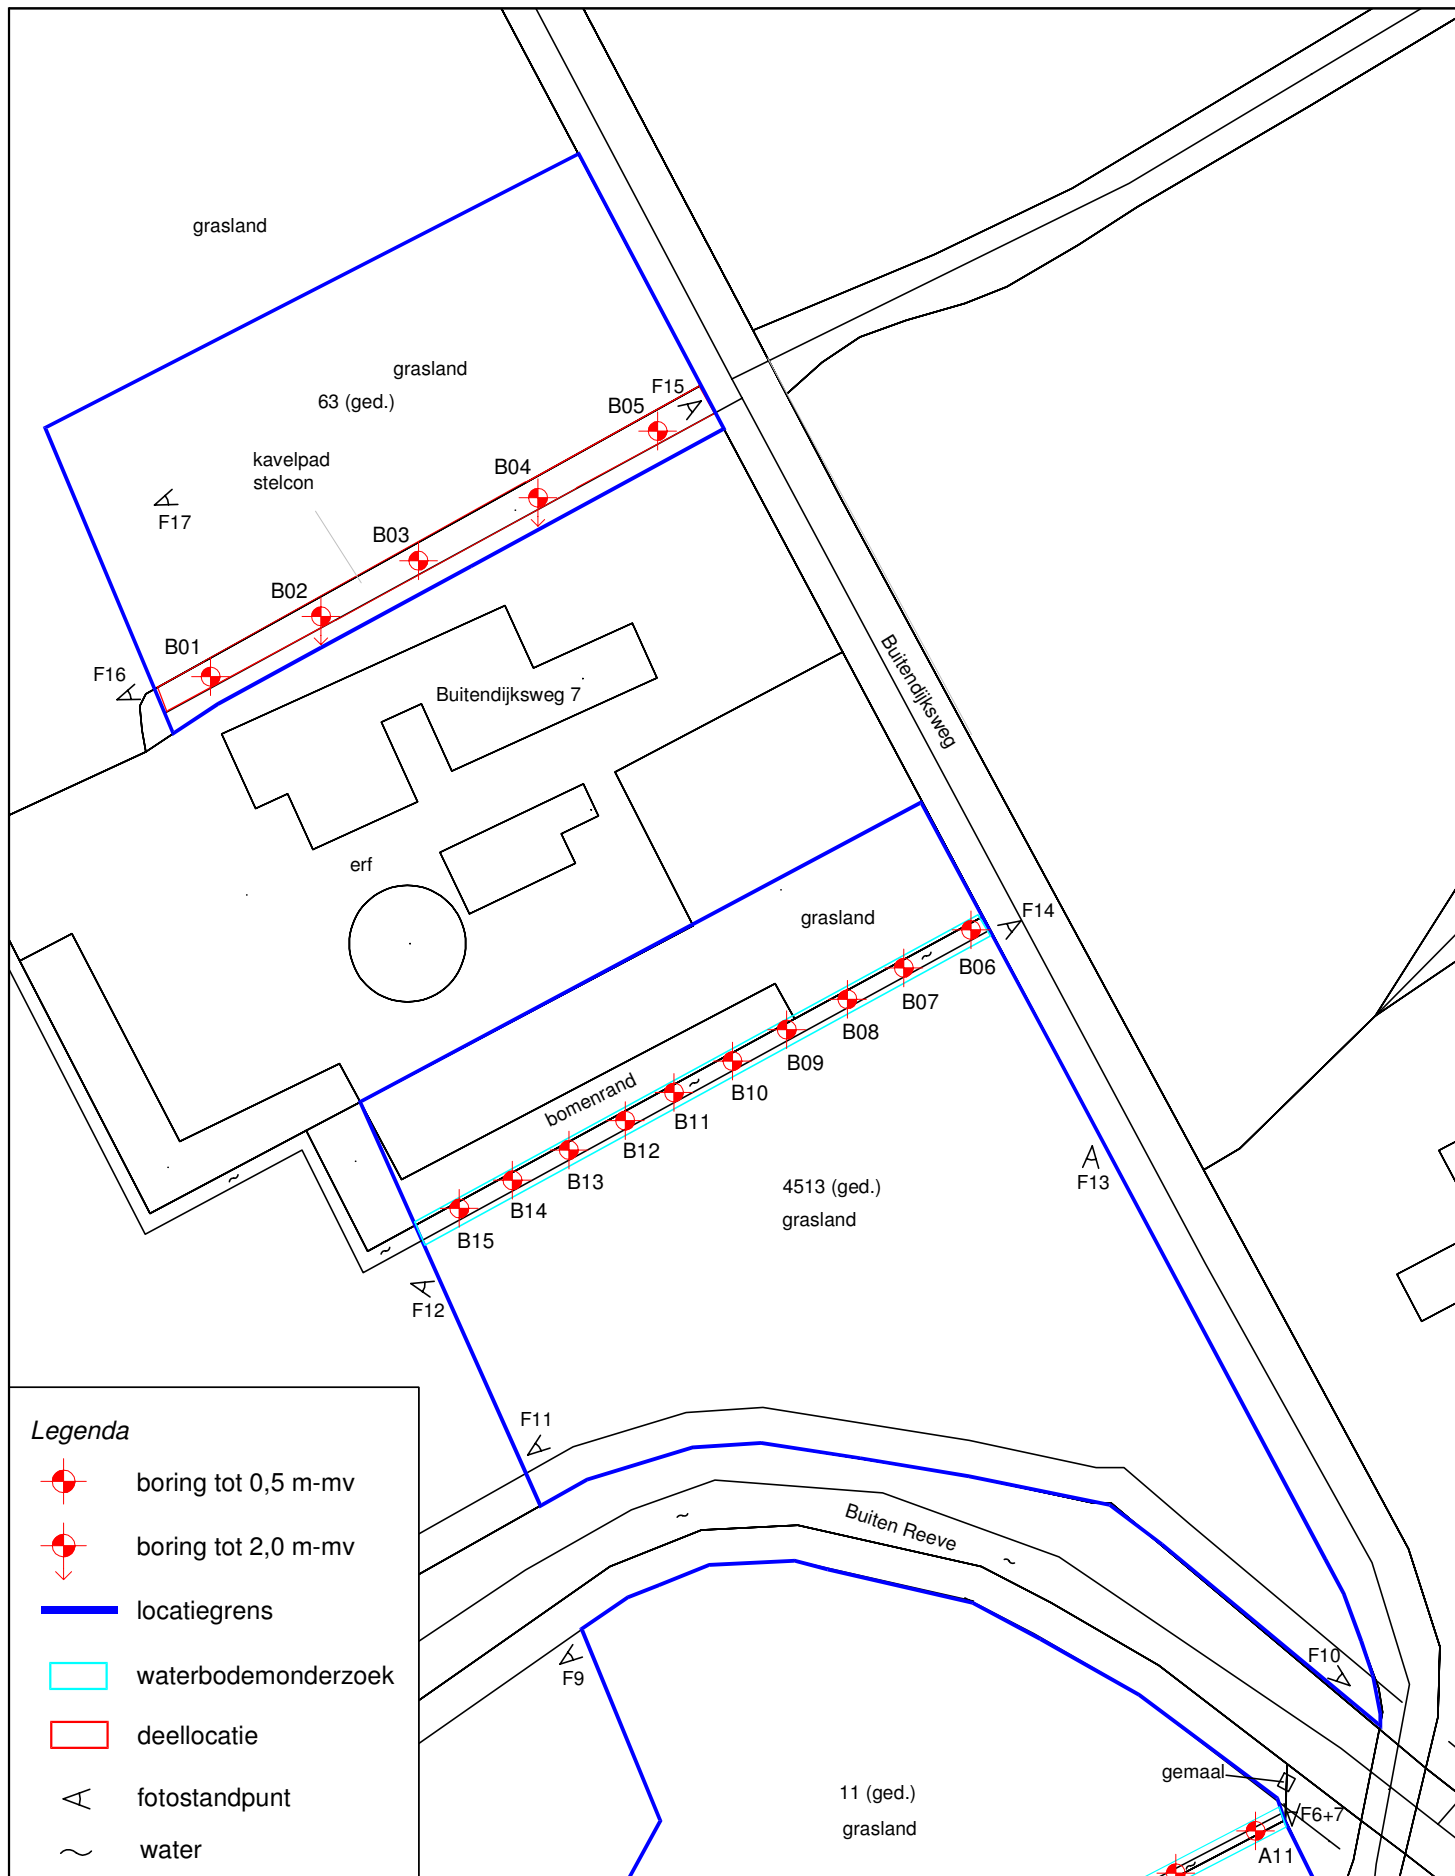 grasland
grasland
63 (ged.)
F15
B05
kavelpad
stelcon
B04
F17
B03
B02
B01
F16
Buitendijksweg 7
Buitendijksweg
erf
grasland
F14
B06
B07
B08
B09
B10
bomenrand
B11
B12
B13
B14
B15
4513 (ged.)
grasland
F13
F12
F11
Buiten Reeve
F10
F9
gemaal
11 (ged.)
grasland
F6+7
A11
Legenda
boring tot 0,5 m-mv
boring tot 2,0 m-mv
locatiegrens
waterbodemonderzoek
deellocatie
fotostandpunt
water